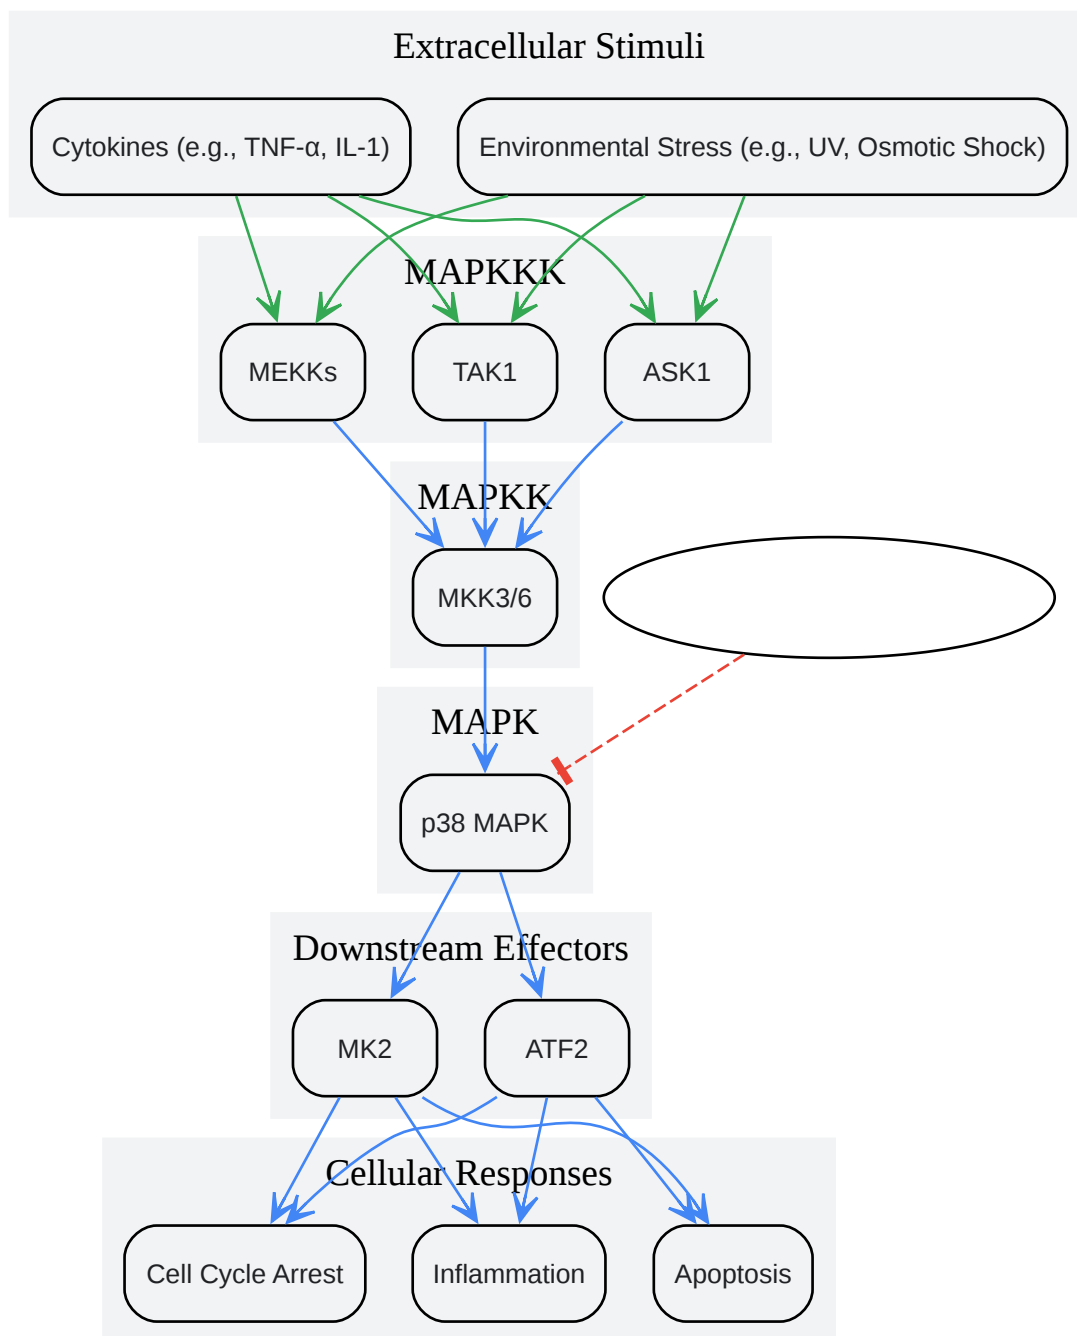 Extracellular Stimuli
Cytokines (e.g., TNF-α, IL-1)
Environmental Stress (e.g., UV, Osmotic Shock)
MAPKKK
MEKKs
TAK1
ASK1
MAPKK
MKK3/6
MAPK
p38 MAPK
Downstream Effectors
MK2
ATF2
Cellular Responses
Cell Cycle Arrest
Inflammation
Apoptosis